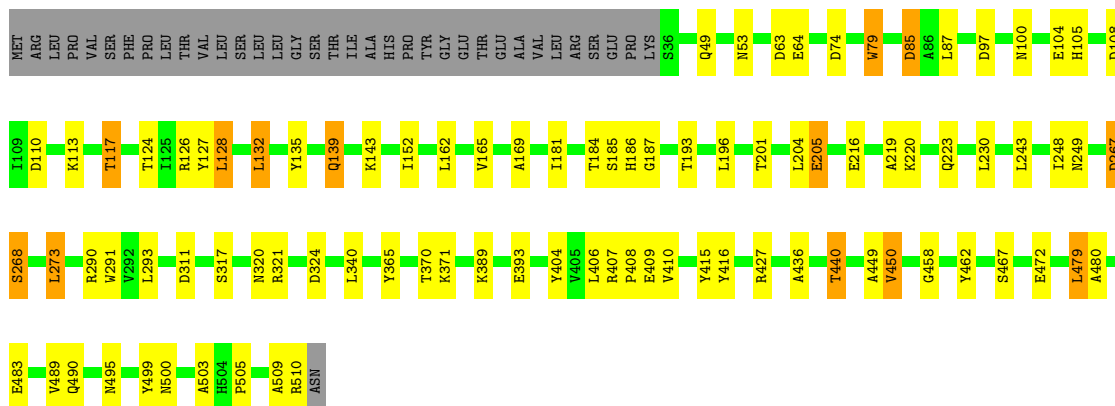 MET ARG LEU PRO VAL SER PHE PRO LEU THR VAL LEU SER LEU LEU GLY SER THR ILE ALA HIS PRO TYR GLY GLU THR GLU ALA VAL LEU ARG SER GLU PRO LYS S36 Q49 N53 D63 E64 D74 W79 D85 A86 L87 D97 N100 E104 H105
I109 D110 K113 T117 T124 I125 R126 Y127 L128 L132 Y135 Q139 K143 I152 L162 V165 A169 I181 T184 S185 H186 G187 T193 L196 T201 L204 E205 E216 A219 K220 Q223 L230 L243 I248 N249
S268 L273 R290 W291 V292 L293 D311 S317 N320 R321 D324 L340 Y365 T370 K371 K389 E393 Y404 V405 L406 R407 P408 E409 V410 Y415 Y416 R427 A436 T440 A449 V450 G458 Y462 S467 E472 L479 A480
E483 V489 Q490 N495 Y499 N500 A503 H504 P505 A509 R510 ASN